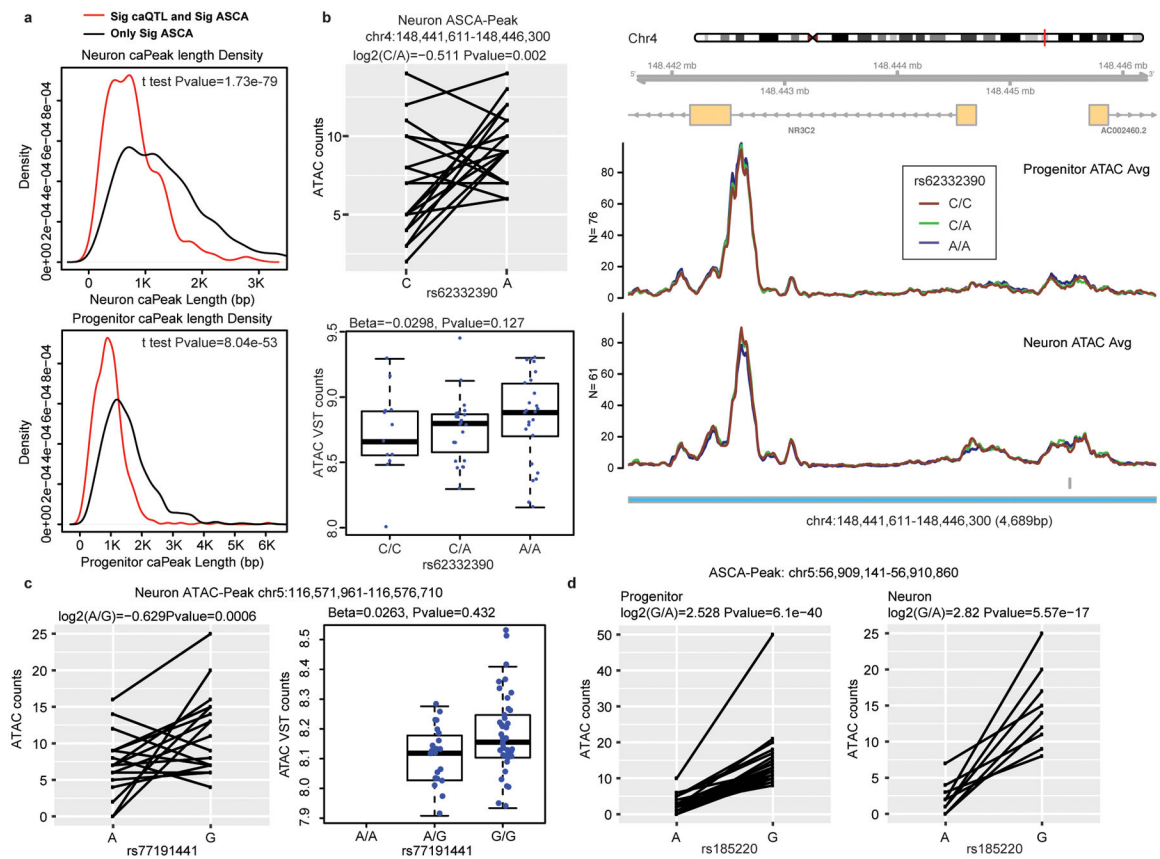 a
Sig caQTL and Sig ASCA
Only Sig ASCA
Neuron caPeak length Density
t test Pvalue=1.73e-79
Density
0e+00 2e-04 4e-04 6e-04 8e-04
0 1K 2K 3K
Neuron caPeak Length (bp)
Progenitor caPeak length Density
t test Pvalue=8.04e-53
Density
0e+00 2e-04 4e-04 6e-04 8e-04
0 1K 2K 3K 4K 5K 6K
Progenitor caPeak Length (bp)
b
Neuron ASCA-Peak
chr4:148,441,611-148,446,300
log2(C/A)=−0.511 Pvalue=0.002
ATAC counts
10
5
C A
rs62332390
Beta=−0.0298, Pvalue=0.127
ATAC VST counts
8.0 8.5 9.0 9.5
C/C C/A A/A
rs62332390
Chr4
148.442 mb 148.444 mb 148.446 mb
5' 3'
148.443 mb 148.445 mb
NR3C2
AC002460.2
Progenitor ATAC Avg
rs62332390
C/C
C/A
A/A
N= 76
80
60
40
20
0
Neuron ATAC Avg
N= 61
80
60
40
20
0
chr4:148,441,611-148,446,300 (4,689bp)
c
Neuron ATAC-Peak chr5:116,571,961-116,576,710
log2(A/G)=−0.629Pvalue=0.0006
ATAC counts
25
20
15
10
5
0
A G
rs77191441
Beta=0.0263, Pvalue=0.432
ATAC VST counts
7.9 8.0 8.1 8.2 8.3 8.4 8.5
A/A A/G G/G
rs77191441
d
ASCA-Peak: chr5:56,909,141-56,910,860
Progenitor
log2(G/A)=2.528 Pvalue=6.1e-40
ATAC counts
50
40
30
20
10
0
A G
rs185220
Neuron
log2(G/A)=2.82 Pvalue=5.57e-17
ATAC counts
25
20
15
10
5
0
A G
rs185220